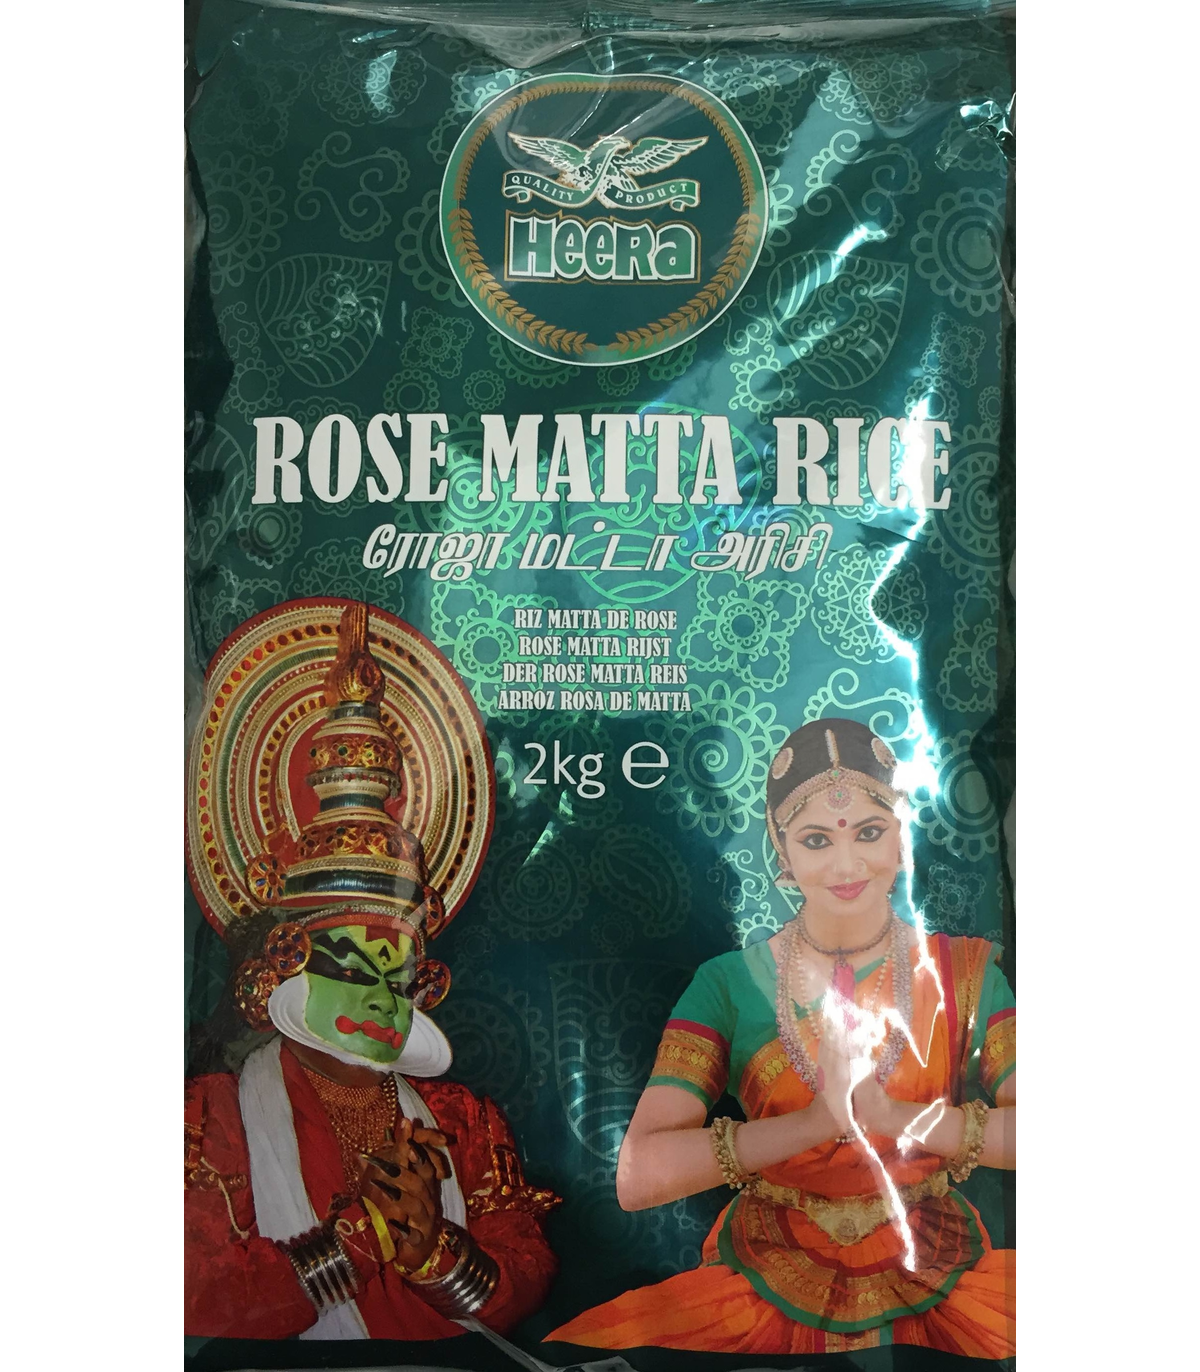 QUALITY PRODUCT
HEERA
ROSE MATTA RICE
ரோஜா மட்டா அரிசி
RIZ MATTA DE ROSE
ROSE MATTA RIJST
DER ROSE MATTA REIS
ARROZ ROSA DE MATTA
2kg ℮